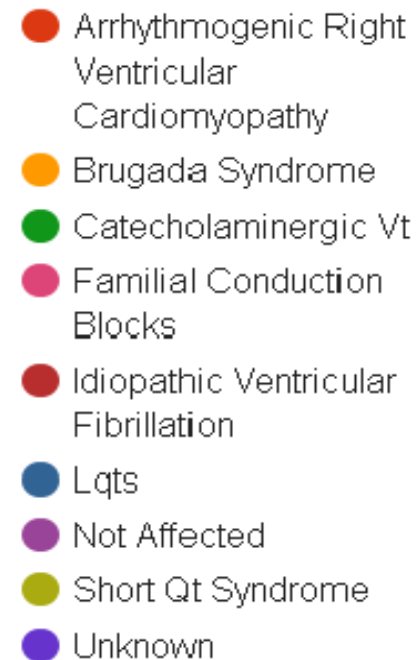 Arrhythmogenic Right
Ventricular
Cardiomyopathy
Brugada Syndrome
Catecholaminergic Vt
Familial Conduction
Blocks
Idiopathic Ventricular
Fibrillation
Lqts
Not Affected
Short Qt Syndrome
Unknown